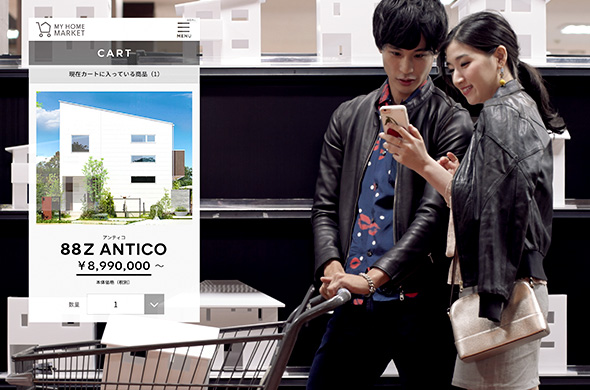 MY HOME
MARKET
MENU
CART
現在カートに入っている商品（1）
アンティコ
88Z ANTICO
¥8,990,000 〜
本体価格（税別）
数量
1